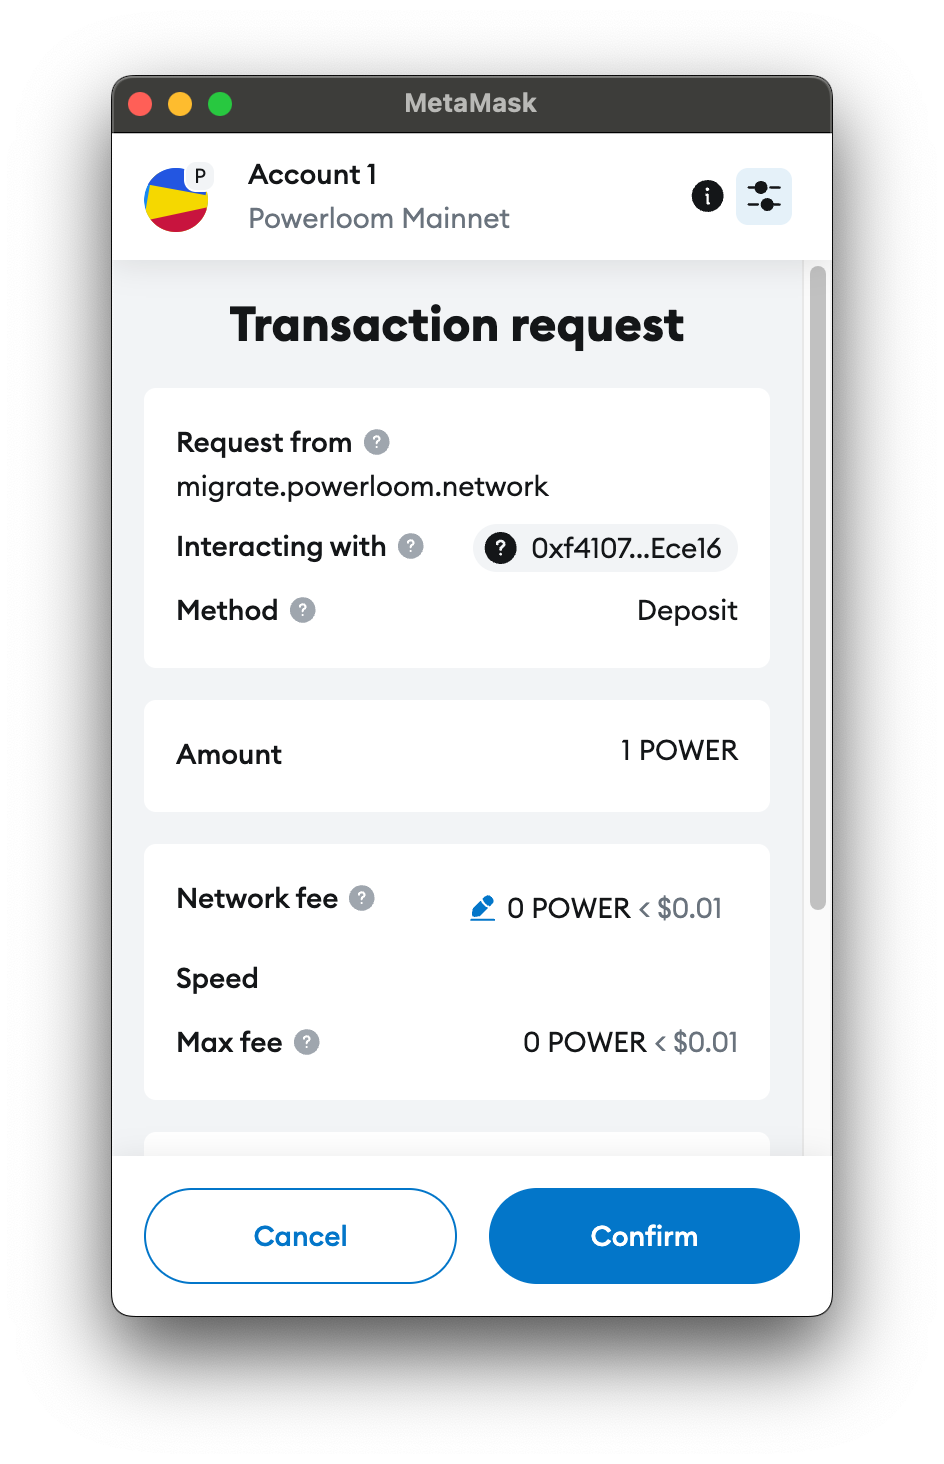 MetaMask
P
Account 1
Powerloom Mainnet
Transaction request
Request from ?
migrate.powerloom.network
Interacting with ? ? 0xf4107...Ece16
Method ? Deposit
Amount 1 POWER
Network fee ? 0 POWER < $0.01
Speed
Max fee ? 0 POWER < $0.01
Cancel Confirm